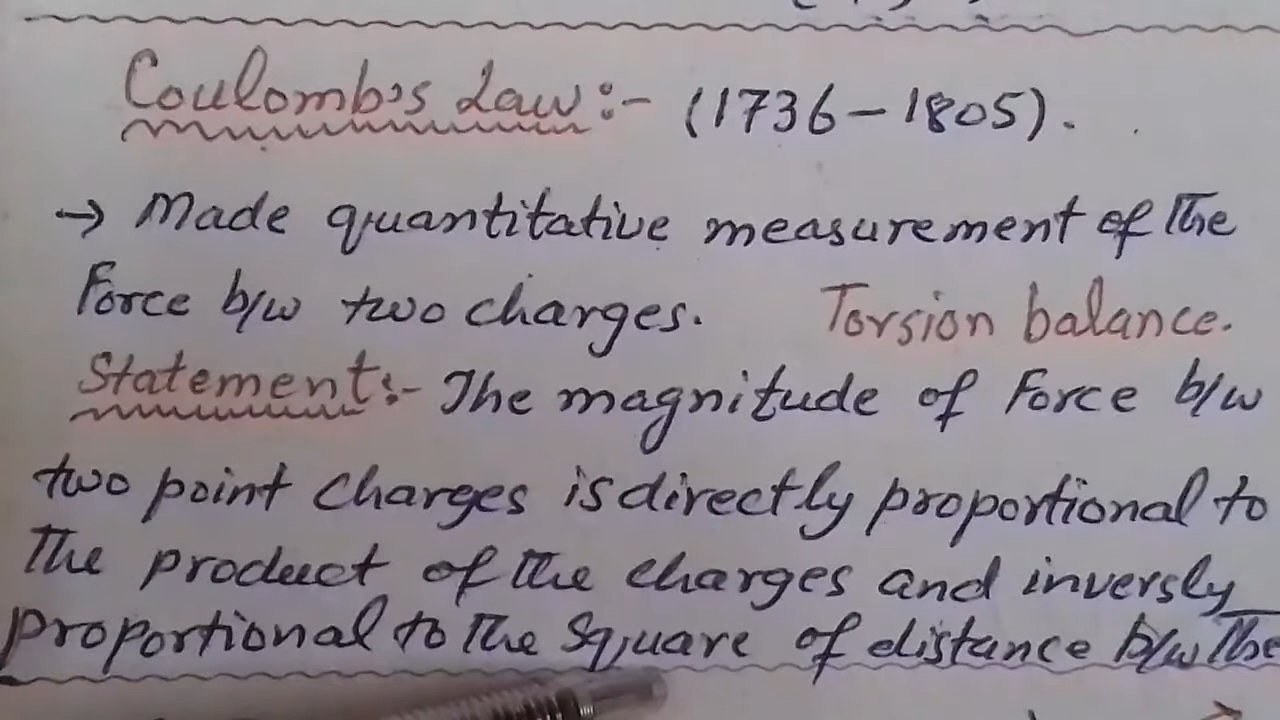 Coulomb's Law:- (1736-1805).
→ Made quantitative measurement of the
Force b/w two charges. Torsion balance.
Statement:- The magnitude of Force b/w
two point charges is directly proportional to
The product of the charges and inversly
proportional to the square of distance b/w The